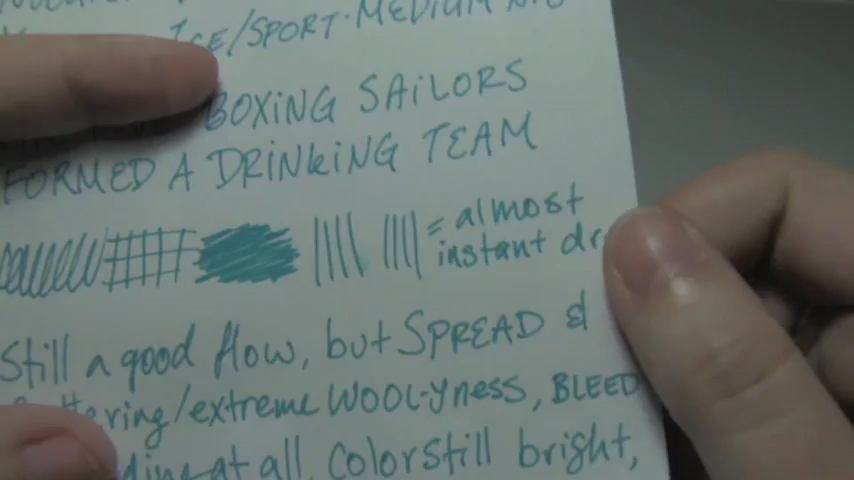 ICE/SPORT·MEDIUM NIB
BOXING SAILORS
FORMED A DRINKING TEAM
= almost
instant
Still a good flow, but SPREAD &
/extreme WOOL-YNESS, BLEED
at all. Color still bright,